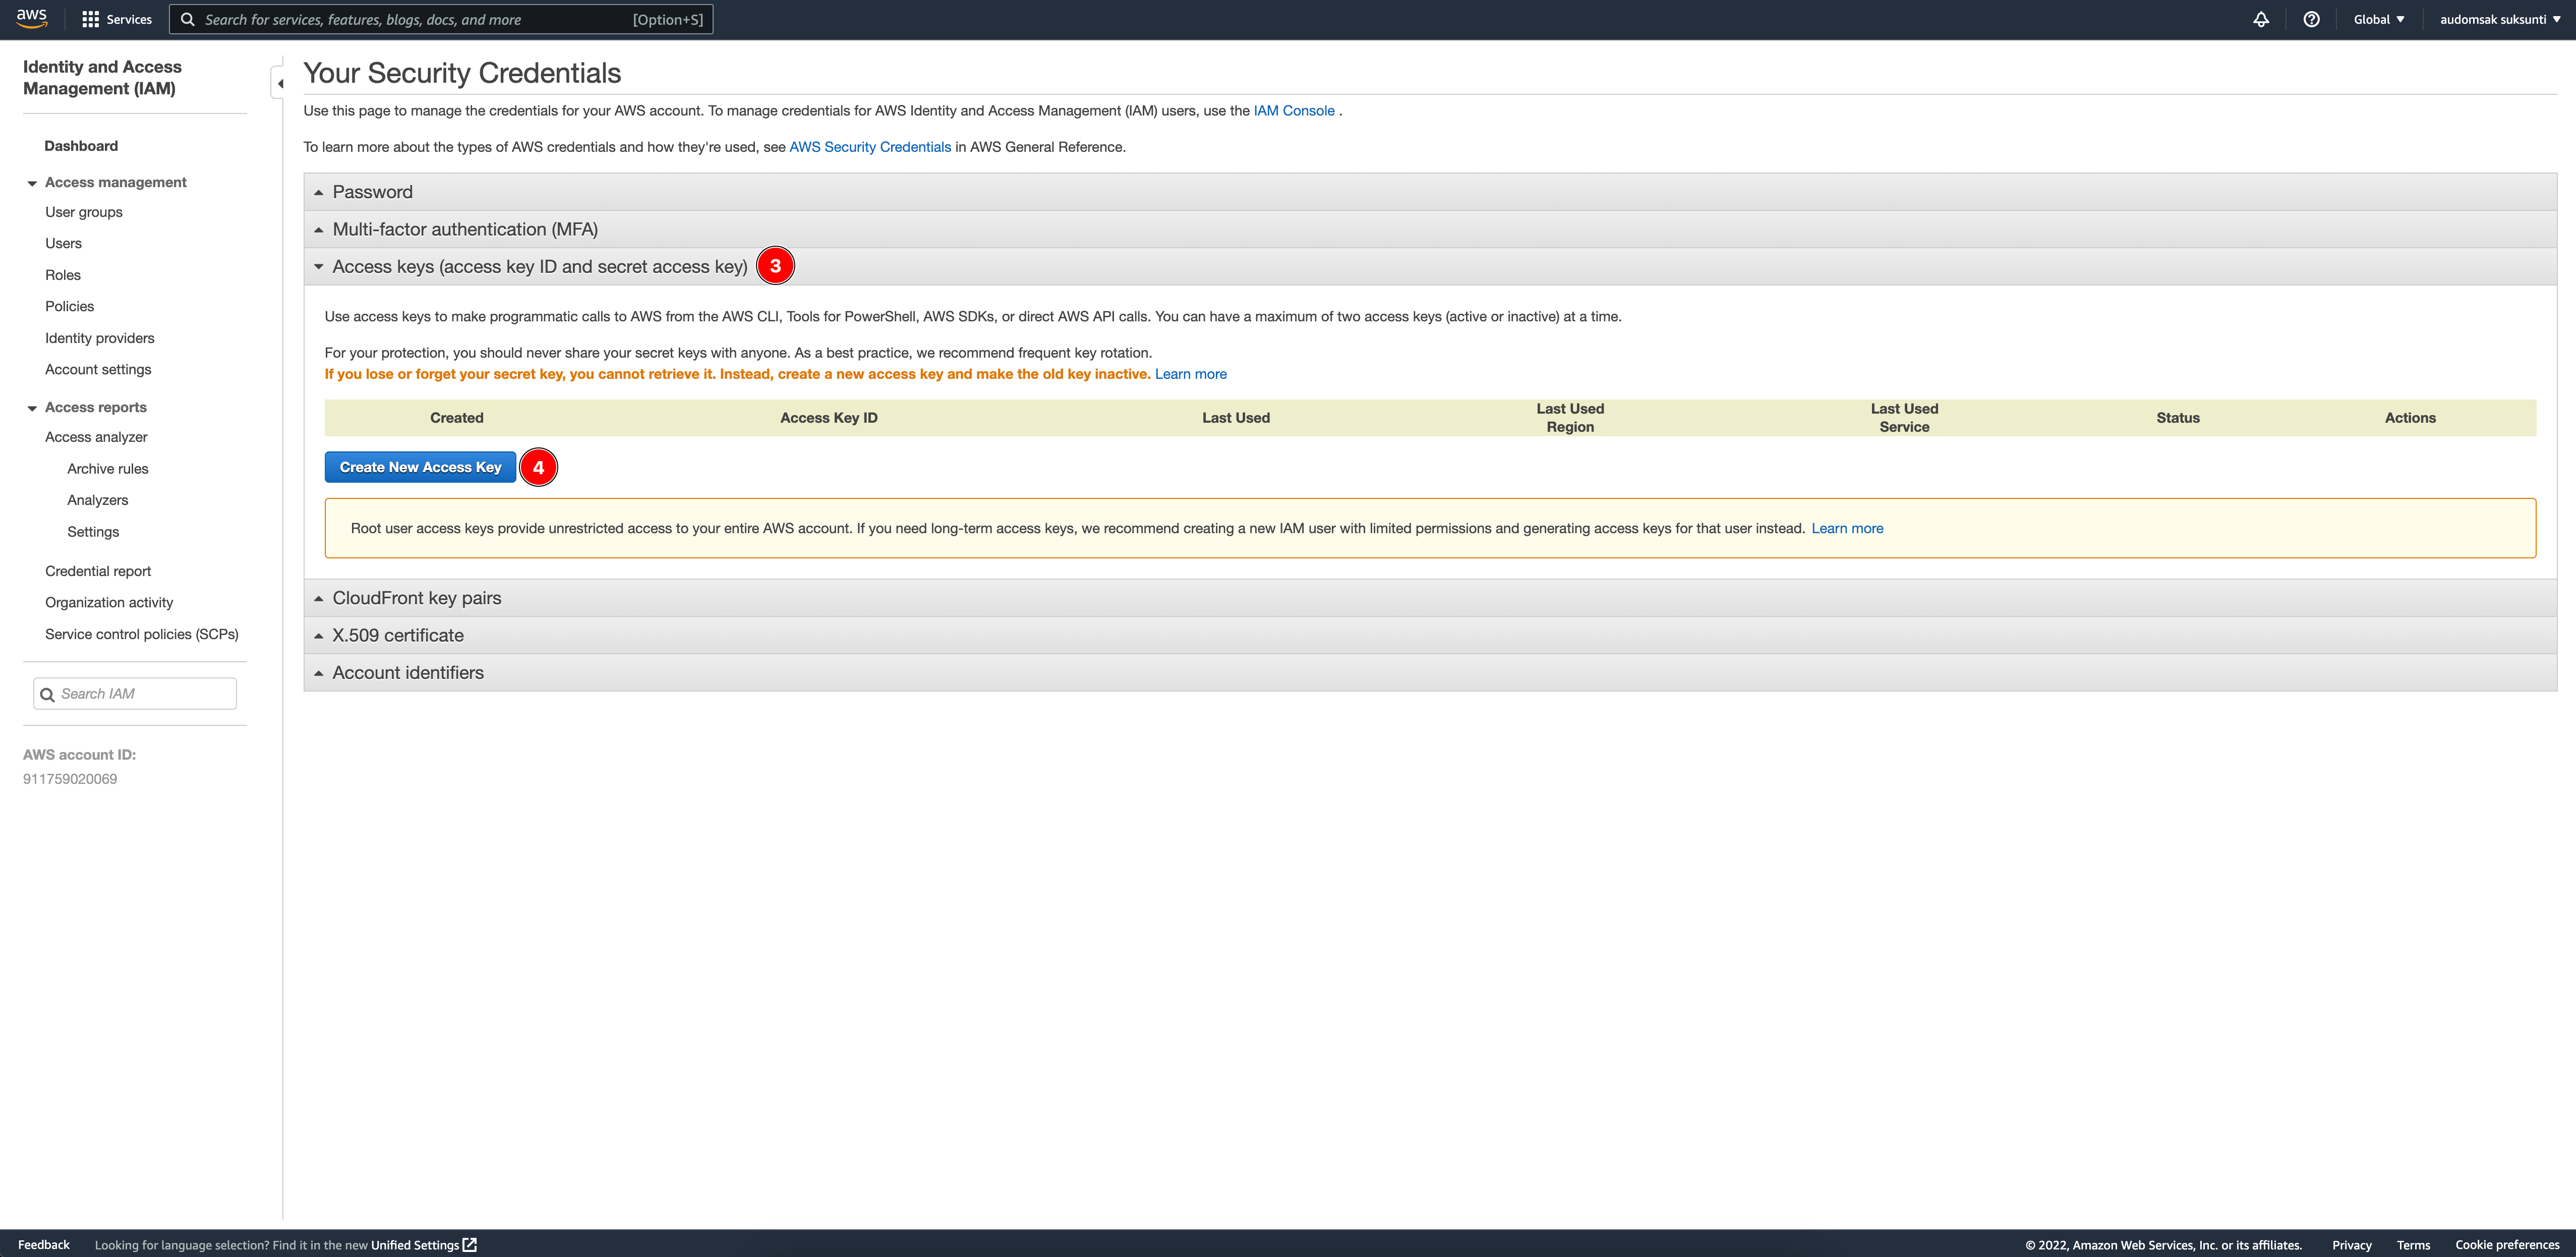 aws
Services
Search for services, features, blogs, docs, and more [Option+S]
Global ▼
audomsak suksunti ▼
Identity and Access
Management (IAM)
Dashboard
Access management
User groups
Users
Roles
Policies
Identity providers
Account settings
Access reports
Access analyzer
Archive rules
Analyzers
Settings
Credential report
Organization activity
Service control policies (SCPs)
Search IAM
AWS account ID:
911759020069
Your Security Credentials
Use this page to manage the credentials for your AWS account. To manage credentials for AWS Identity and Access Management (IAM) users, use the IAM Console .
To learn more about the types of AWS credentials and how they're used, see AWS Security Credentials in AWS General Reference.
Password
Multi-factor authentication (MFA)
Access keys (access key ID and secret access key) 3
Use access keys to make programmatic calls to AWS from the AWS CLI, Tools for PowerShell, AWS SDKs, or direct AWS API calls. You can have a maximum of two access keys (active or inactive) at a time.
For your protection, you should never share your secret keys with anyone. As a best practice, we recommend frequent key rotation.
If you lose or forget your secret key, you cannot retrieve it. Instead, create a new access key and make the old key inactive. Learn more
Created
Access Key ID
Last Used
Last Used
Region
Last Used
Service
Status
Actions
Create New Access Key 4
Root user access keys provide unrestricted access to your entire AWS account. If you need long-term access keys, we recommend creating a new IAM user with limited permissions and generating access keys for that user instead. Learn more
CloudFront key pairs
X.509 certificate
Account identifiers
Feedback
Looking for language selection? Find it in the new Unified Settings
© 2022, Amazon Web Services, Inc. or its affiliates.
Privacy
Terms
Cookie preferences